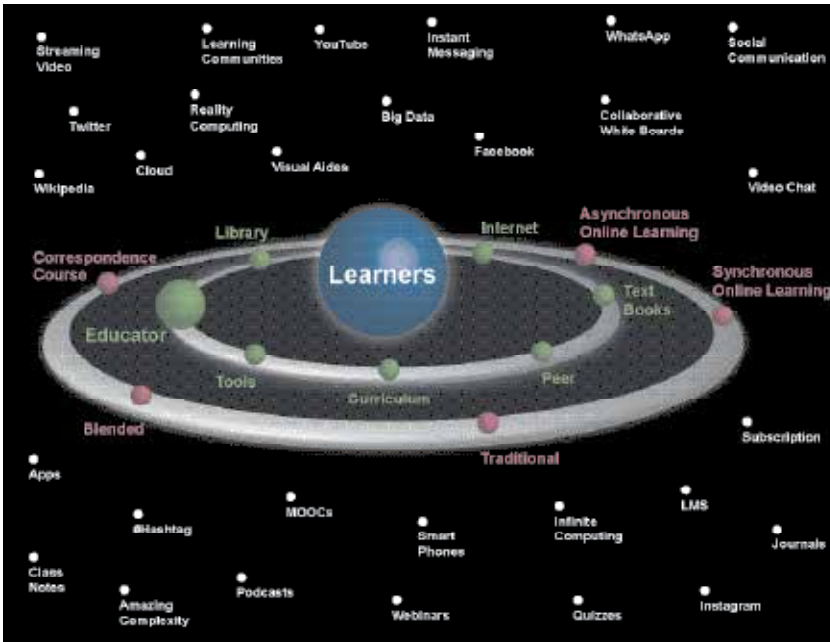 Streaming
Video
Learning
Communities
YouTube
Instant
Messaging
WhatsApp
Social
Communication
Twitter
Reality
Computing
Big Data
Collaborative
White Boards
Facebook
Wikipedia
Cloud
Visual Aides
Video Chat
Library
Internet
Asynchronous
Online Learning
Correspondence
Course
Learners
Synchronous
Online Learning
Text
Books
Educator
Tools
Curriculum
Peer
Blended
Traditional
Subscription
Apps
#Hashtag
MOOCs
Smart
Phones
Infinite
Computing
LMS
Journals
Class
Notes
Amazing
Complexity
Podcasts
Webinars
Quizzes
Instagram